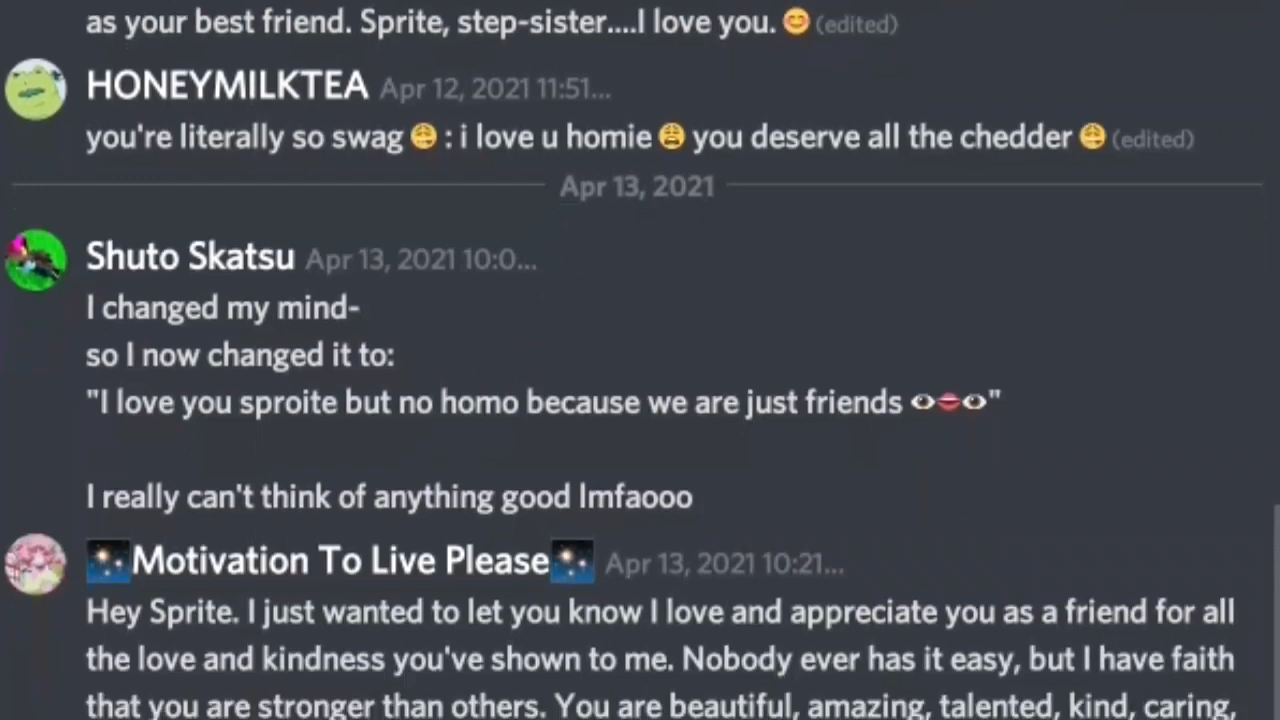 as your best friend. Sprite, step-sister....I love you. 😊 (edited)
HONEYMILKTEA Apr 12, 2021 11:51...
you're literally so swag 😩 : i love u homie 😩 you deserve all the chedder 😩 (edited)
Apr 13, 2021
Shuto Skatsu Apr 13, 2021 10:0...
I changed my mind-
so I now changed it to:
"I love you sproite but no homo because we are just friends 👁👄👁"
I really can't think of anything good lmfaooo
🎇Motivation To Live Please🎇 Apr 13, 2021 10:21...
Hey Sprite. I just wanted to let you know I love and appreciate you as a friend for all
the love and kindness you've shown to me. Nobody ever has it easy, but I have faith
that you are stronger than others. You are beautiful, amazing, talented, kind, caring,